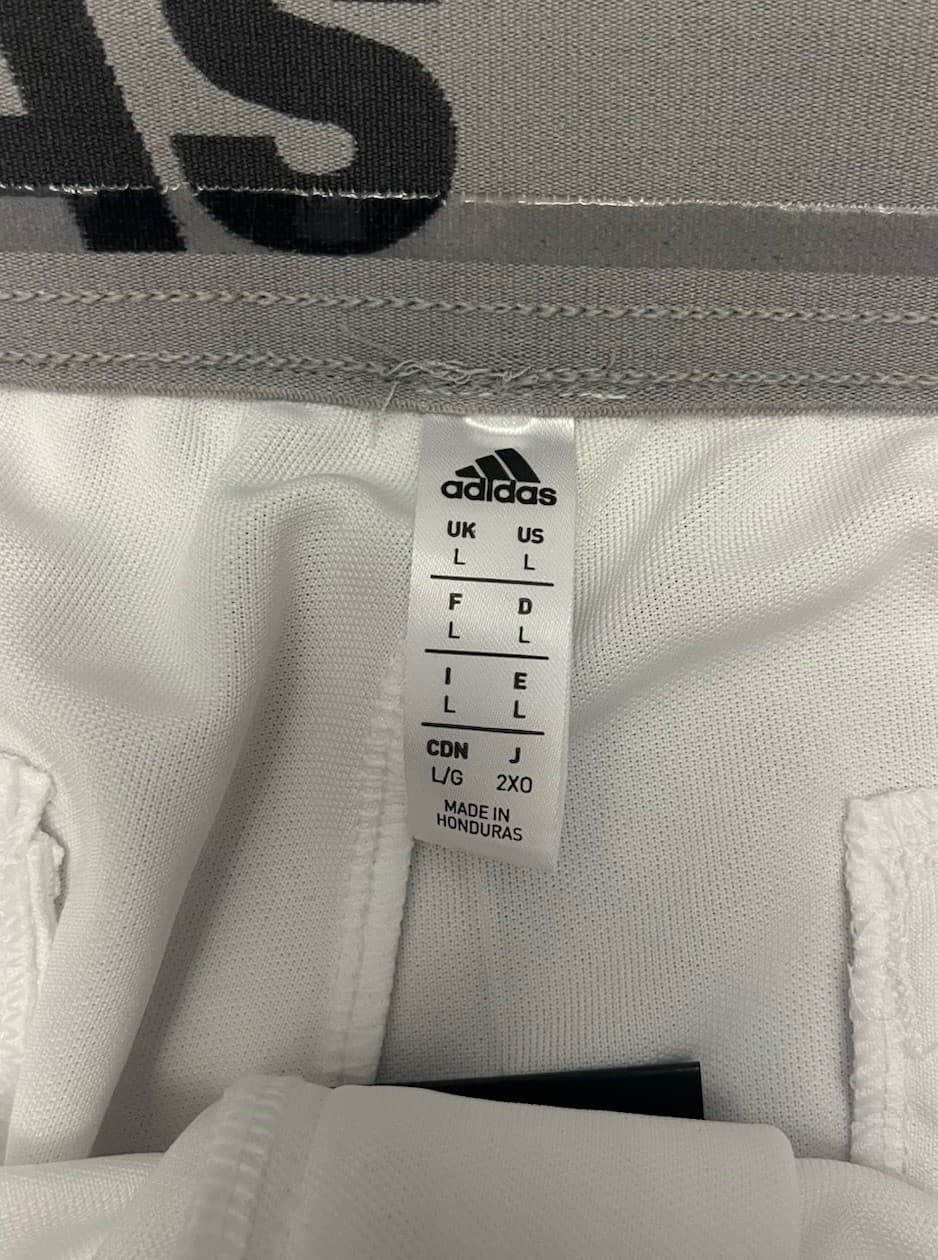 AS
adidas
UK US
L L
F D
L L
I E
L L
CDN J
L/G 2XO
MADE IN
HONDURAS